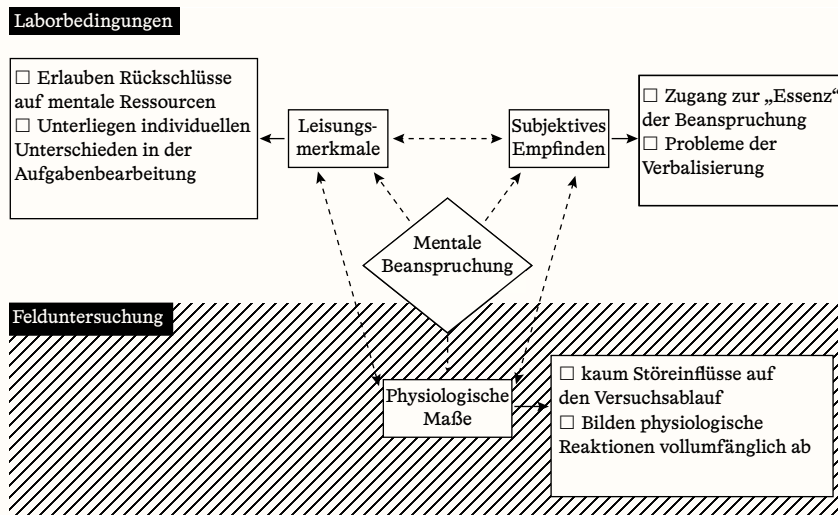 Laborbedingungen
☐ Erlauben Rückschlüsse
auf mentale Ressourcen
☐ Unterliegen individuellen
Unterschieden in der
Aufgabenbearbeitung
Leisungs-
merkmale
Subjektives
Empfinden
☐ Zugang zur „Essenz“
der Beanspruchung
☐ Probleme der
Verbalisierung
Mentale
Beanspruchung
Felduntersuchung
Physiologische
Maße
☐ kaum Störeinflüsse auf
den Versuchsablauf
☐ Bilden physiologische
Reaktionen vollumfänglich ab